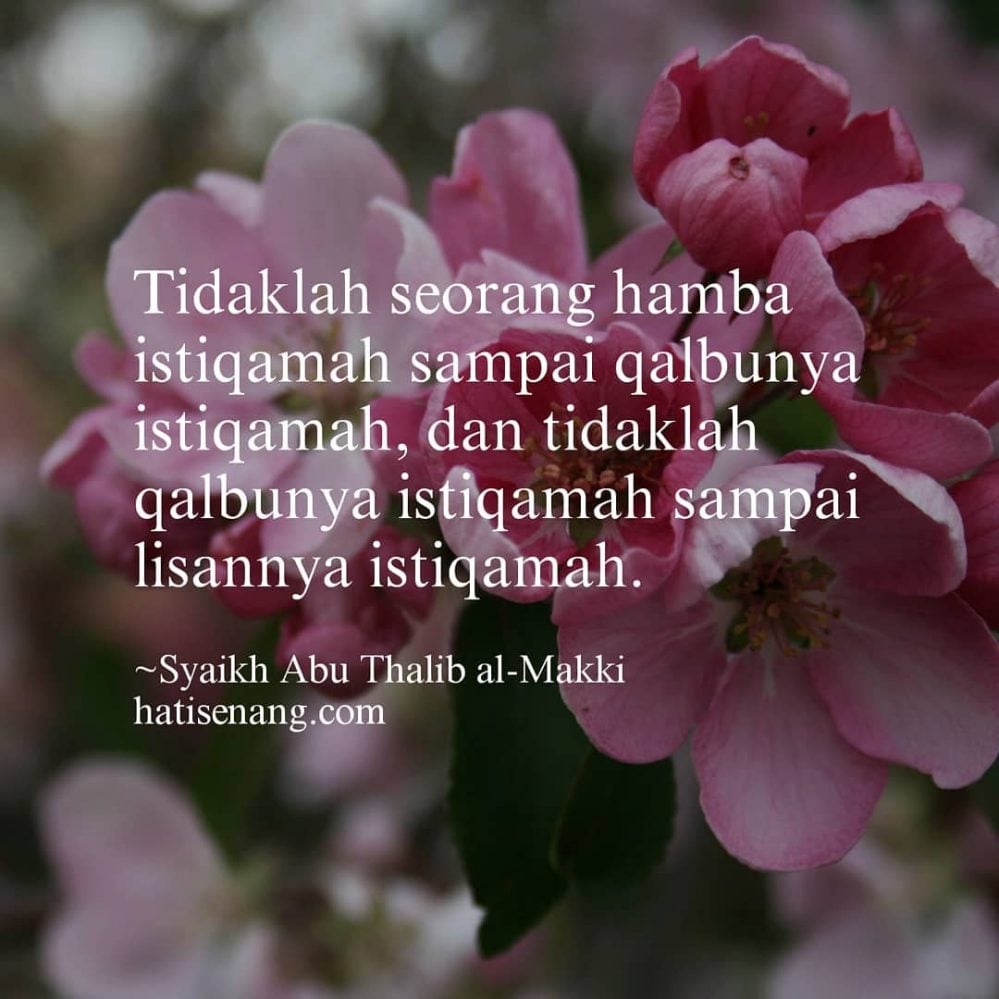 Tidaklah seorang hamba
istiqamah sampai qalbunya
istiqamah, dan tidaklah
qalbunya istiqamah sampai
lisannya istiqamah.
~Syaikh Abu Thalib al-Makki
hatisenang.com